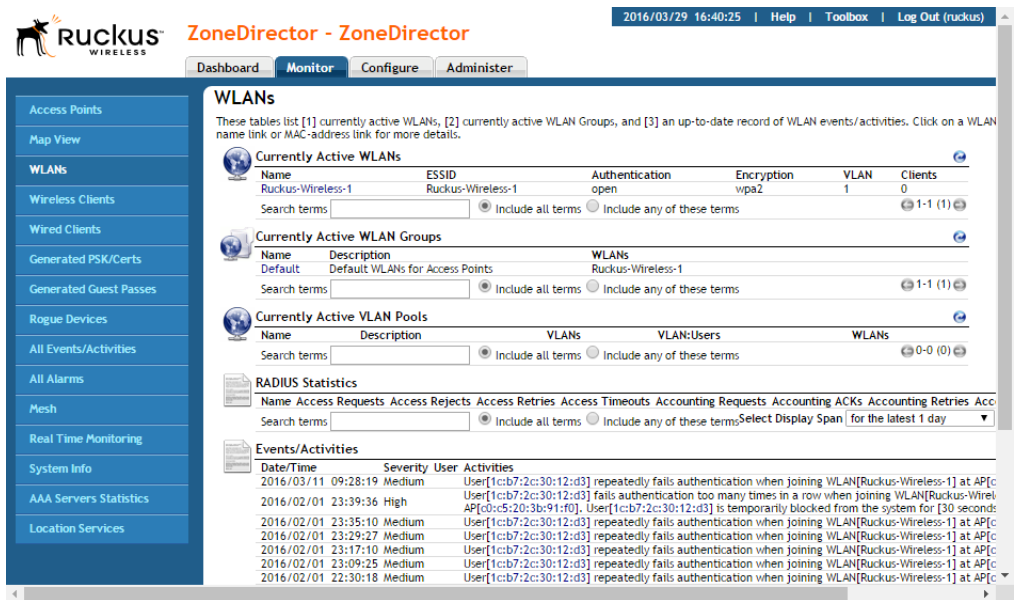 2016/03/29 16:40:25 | Help | Toolbox | Log Out (ruckus)
Ruckus WIRELESS
ZoneDirector - ZoneDirector
Dashboard Monitor Configure Administer
Access Points
Map View
WLANs
Wireless Clients
Wired Clients
Generated PSK/Certs
Generated Guest Passes
Rogue Devices
All Events/Activities
All Alarms
Mesh
Real Time Monitoring
System Info
AAA Servers Statistics
Location Services
WLANs
These tables list [1] currently active WLANs, [2] currently active WLAN Groups, and [3] an up-to-date record of WLAN events/activities. Click on a WLAN
name link or MAC-address link for more details.
Currently Active WLANs
Name ESSID Authentication Encryption VLAN Clients
Ruckus-Wireless-1 Ruckus-Wireless-1 open wpa2 1 0
Search terms Include all terms Include any of these terms 1-1 (1)
Currently Active WLAN Groups
Name Description WLANs
Default Default WLANs for Access Points Ruckus-Wireless-1
Search terms Include all terms Include any of these terms 1-1 (1)
Currently Active VLAN Pools
Name Description VLANs VLAN:Users WLANs
Search terms Include all terms Include any of these terms 0-0 (0)
RADIUS Statistics
Name Access Requests Access Rejects Access Retries Access Timeouts Accounting Requests Accounting ACKs Accounting Retries Acc
Search terms Include all terms Include any of these terms Select Display Span for the latest 1 day
Events/Activities
Date/Time Severity User Activities
2016/03/11 09:28:19 Medium User[1c:b7:2c:30:12:d3] repeatedly fails authentication when joining WLAN[Ruckus-Wireless-1] at AP[c
2016/02/01 23:39:36 High User[1c:b7:2c:30:12:d3] fails authentication too many times in a row when joining WLAN[Ruckus-Wirel
AP[c0:c5:20:3b:91:f0]. User[1c:b7:2c:30:12:d3] is temporarily blocked from the system for [30 seconds
2016/02/01 23:35:10 Medium User[1c:b7:2c:30:12:d3] repeatedly fails authentication when joining WLAN[Ruckus-Wireless-1] at AP[c
2016/02/01 23:29:27 Medium User[1c:b7:2c:30:12:d3] repeatedly fails authentication when joining WLAN[Ruckus-Wireless-1] at AP[c
2016/02/01 23:17:10 Medium User[1c:b7:2c:30:12:d3] repeatedly fails authentication when joining WLAN[Ruckus-Wireless-1] at AP[c
2016/02/01 23:09:25 Medium User[1c:b7:2c:30:12:d3] repeatedly fails authentication when joining WLAN[Ruckus-Wireless-1] at AP[c
2016/02/01 22:30:18 Medium User[1c:b7:2c:30:12:d3] repeatedly fails authentication when joining WLAN[Ruckus-Wireless-1] at AP[c